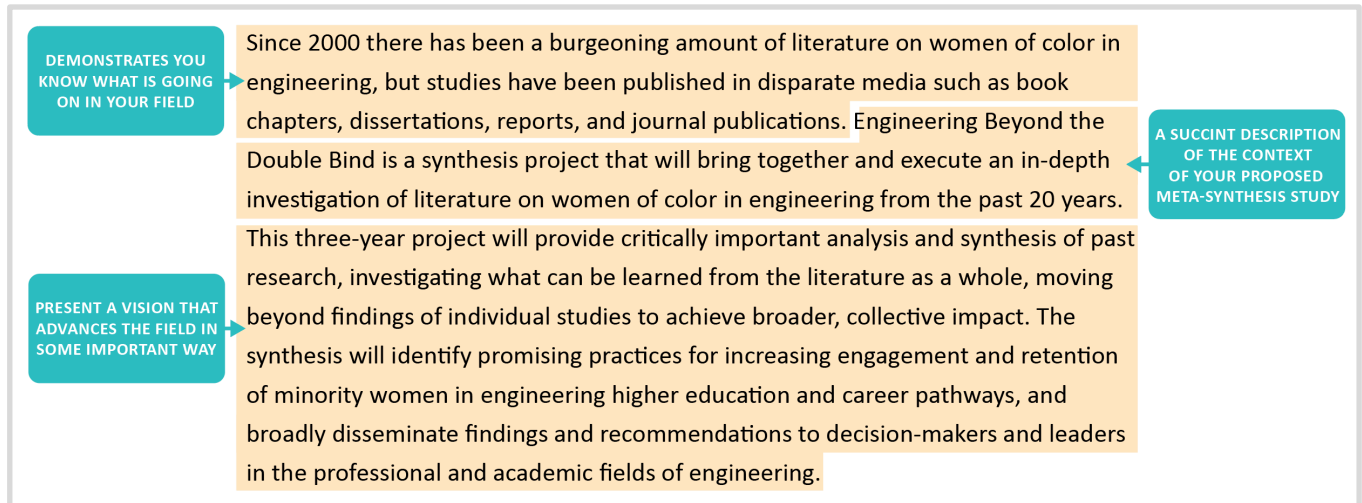 DEMONSTRATES YOU
KNOW WHAT IS GOING
ON IN YOUR FIELD
Since 2000 there has been a burgeoning amount of literature on women of color in
engineering, but studies have been published in disparate media such as book
chapters, dissertations, reports, and journal publications. Engineering Beyond the
Double Bind is a synthesis project that will bring together and execute an in-depth
investigation of literature on women of color in engineering from the past 20 years.
A SUCCINT DESCRIPTION
OF THE CONTEXT
OF YOUR PROPOSED
META-SYNTHESIS STUDY
PRESENT A VISION THAT
ADVANCES THE FIELD IN
SOME IMPORTANT WAY
This three-year project will provide critically important analysis and synthesis of past
research, investigating what can be learned from the literature as a whole, moving
beyond findings of individual studies to achieve broader, collective impact. The
synthesis will identify promising practices for increasing engagement and retention
of minority women in engineering higher education and career pathways, and
broadly disseminate findings and recommendations to decision-makers and leaders
in the professional and academic fields of engineering.